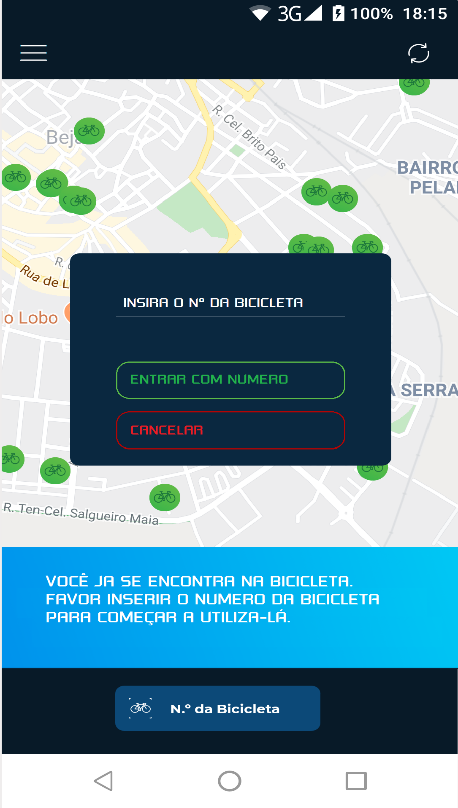 3G 100% 18:15
Bej
R. Cel. Brito Pais
BAIRRO
PELA
R.
Rua de L
o Lobo
INSIRA O Nº DA BICICLETA
ENTRAR COM NUMERO
CANCELAR
A SERRA
R. Ten-Cel. Salgueiro Maia
VOCÊ JA SE ENCONTRA NA BICICLETA.
FAVOR INSERIR O NUMERO DA BICICLETA
PARA COMEÇAR A UTILIZA-LÁ.
N.º da Bicicleta